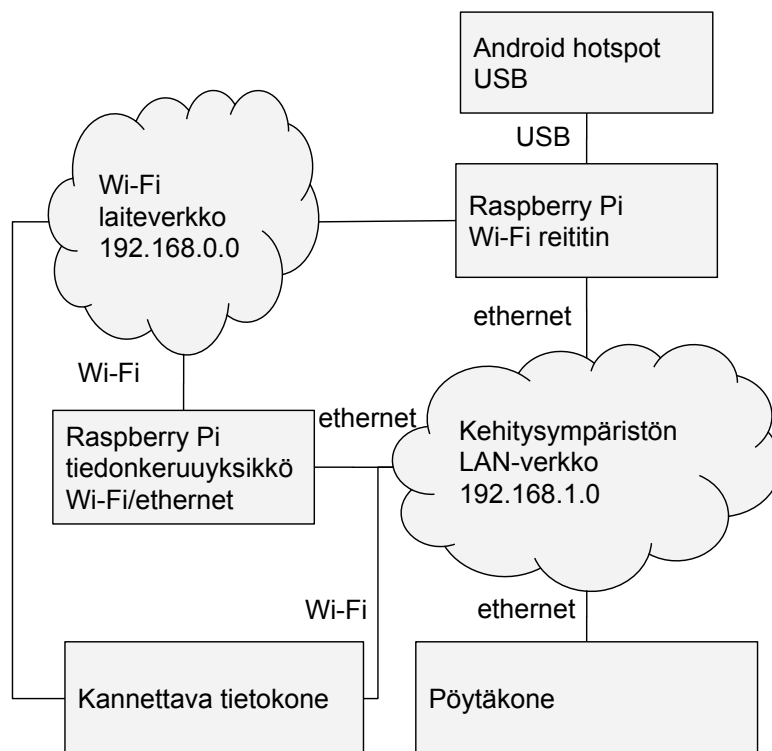 Android hotspot
USB
USB
Wi-Fi
laiteverkko
192.168.0.0
Raspberry Pi
Wi-Fi reititin
ethernet
Wi-Fi
ethernet
Raspberry Pi
tiedonkeruuyksikkö
Wi-Fi/ethernet
Kehitysympäristön
LAN-verkko
192.168.1.0
Wi-Fi
ethernet
Kannettava tietokone
Pöytäkone